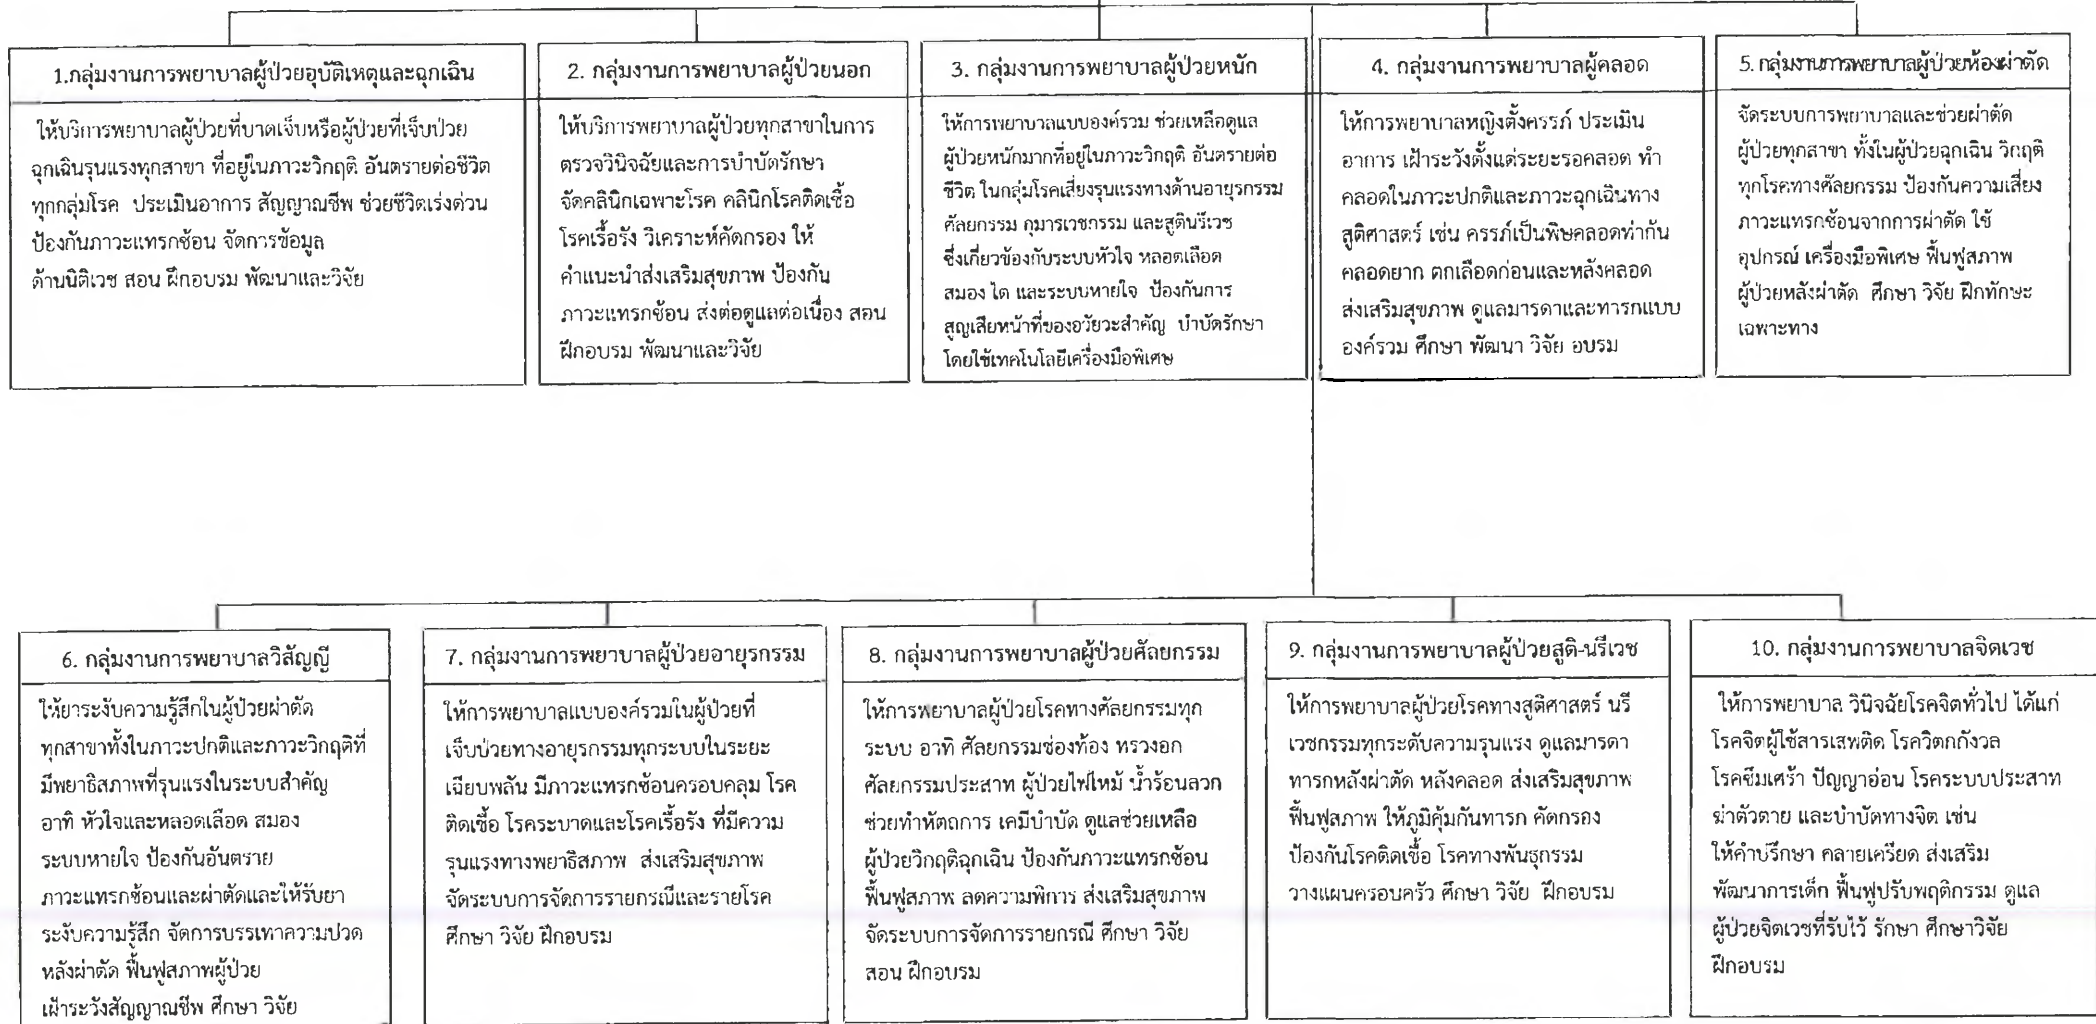 1.กลุ่มงานการพยาบาลผู้ป่วยอุบัติเหตุและฉุกเฉิน
ให้บริการพยาบาลผู้ป่วยที่บาดเจ็บหรือผู้ป่วยที่เจ็บป่วย
ฉุกเฉินรุนแรงทุกสาขา ที่อยู่ในภาวะวิกฤติ อันตรายต่อชีวิต
ทุกกลุ่มโรค ประเมินอาการ สัญญาณชีพ ช่วยชีวิตเร่งด่วน
ป้องกันภาวะแทรกซ้อน จัดการข้อมูล
ด้านนิติเวช สอน ฝึกอบรม พัฒนาและวิจัย
2. กลุ่มงานการพยาบาลผู้ป่วยนอก
ให้บริการพยาบาลผู้ป่วยทุกสาขาในการ
ตรวจวินิจฉัยและการบำบัดรักษา
จัดคลินิกเฉพาะโรค คลินิกโรคติดเชื้อ
โรคเรื้อรัง วิเคราะห์คัดกรอง ให้
คำแนะนำส่งเสริมสุขภาพ ป้องกัน
ภาวะแทรกซ้อน ส่งต่อดูแลต่อเนื่อง สอน
ฝึกอบรม พัฒนาและวิจัย
3. กลุ่มงานการพยาบาลผู้ป่วยหนัก
ให้การพยาบาลแบบองค์รวม ช่วยเหลือดูแล
ผู้ป่วยหนักมากที่อยู่ในภาวะวิกฤติ อันตรายต่อ
ชีวิต ในกลุ่มโรคเสี่ยงรุนแรงทางด้านอายุรกรรม
ศัลยกรรม กุมารเวชกรรม และสูตินรีเวช
ซึ่งเกี่ยวข้องกับระบบหัวใจ หลอดเลือด
สมอง ไต และระบบหายใจ ป้องกันการ
สูญเสียหน้าที่ของอวัยวะสำคัญ บำบัดรักษา
โดยใช้เทคโนโลยีเครื่องมือพิเศษ
4. กลุ่มงานการพยาบาลผู้คลอด
ให้การพยาบาลหญิงตั้งครรภ์ ประเมิน
อาการ เฝ้าระวังตั้งแต่ระยะรอคลอด ทำ
คลอดในภาวะปกติและภาวะฉุกเฉินทาง
สูติศาสตร์ เช่น ครรภ์เป็นพิษคลอดท่ากัน
คลอดยาก ตกเลือดก่อนและหลังคลอด
ส่งเสริมสุขภาพ ดูแลมารดาและทารกแบบ
องค์รวม ศึกษา พัฒนา วิจัย อบรม
5. กลุ่มงานการพยาบาลผู้ป่วยห้องผ่าตัด
จัดระบบการพยาบาลและช่วยผ่าตัด
ผู้ป่วยทุกสาขา ทั้งในผู้ป่วยฉุกเฉิน วิกฤติ
ทุกโรคทางศัลยกรรม ป้องกันความเสี่ยง
ภาวะแทรกซ้อนจากการผ่าตัด ใช้
อุปกรณ์ เครื่องมือพิเศษ ฟื้นฟูสภาพ
ผู้ป่วยหลังผ่าตัด ศึกษา วิจัย ฝึกทักษะ
เฉพาะทาง
6. กลุ่มงานการพยาบาลวิสัญญี
ให้ยาระงับความรู้สึกในผู้ป่วยผ่าตัด
ทุกสาขาทั้งในภาวะปกติและภาวะวิกฤติที่
มีพยาธิสภาพที่รุนแรงในระบบสำคัญ
อาทิ หัวใจและหลอดเลือด สมอง
ระบบหายใจ ป้องกันอันตราย
ภาวะแทรกซ้อนและผ่าตัดและให้รับยา
ระงับความรู้สึก จัดการบรรเทาความปวด
หลังผ่าตัด ฟื้นฟูสภาพผู้ป่วย
เฝ้าระวังสัญญาณชีพ ศึกษา วิจัย
7. กลุ่มงานการพยาบาลผู้ป่วยอายุรกรรม
ให้การพยาบาลแบบองค์รวมในผู้ป่วยที่
เจ็บป่วยทางอายุรกรรมทุกระบบในระยะ
เฉียบพลัน มีภาวะแทรกซ้อนครอบคลุม โรค
ติดเชื้อ โรคระบาดและโรคเรื้อรัง ที่มีความ
รุนแรงทางพยาธิสภาพ ส่งเสริมสุขภาพ
จัดระบบการจัดการรายกรณีและรายโรค
ศึกษา วิจัย ฝึกอบรม
8. กลุ่มงานการพยาบาลผู้ป่วยศัลยกรรม
ให้การพยาบาลผู้ป่วยโรคทางศัลยกรรมทุก
ระบบ อาทิ ศัลยกรรมช่องท้อง ทรวงอก
ศัลยกรรมประสาท ผู้ป่วยไฟไหม้ น้ำร้อนลวก
ช่วยทำหัตถการ เคมีบำบัด ดูแลช่วยเหลือ
ผู้ป่วยวิกฤติฉุกเฉิน ป้องกันภาวะแทรกซ้อน
ฟื้นฟูสภาพ ลดความพิการ ส่งเสริมสุขภาพ
จัดระบบการจัดการรายกรณี ศึกษา วิจัย
สอน ฝึกอบรม
9. กลุ่มงานการพยาบาลผู้ป่วยสูติ-นรีเวช
ให้การพยาบาลผู้ป่วยโรคทางสูติศาสตร์ นรี
เวชกรรมทุกระดับความรุนแรง ดูแลมารดา
ทารกหลังผ่าตัด หลังคลอด ส่งเสริมสุขภาพ
ฟื้นฟูสภาพ ให้ภูมิคุ้มกันทารก คัดกรอง
ป้องกันโรคติดเชื้อ โรคทางพันธุกรรม
วางแผนครอบครัว ศึกษา วิจัย ฝึกอบรม
10. กลุ่มงานการพยาบาลจิตเวช
ให้การพยาบาล วินิจฉัยโรคจิตทั่วไป ได้แก่
โรคจิตผู้ใช้สารเสพติด โรควิตกกังวล
โรคซึมเศร้า ปัญญาอ่อน โรคระบบประสาท
ฆ่าตัวตาย และบำบัดทางจิต เช่น
ให้คำปรึกษา คลายเครียด ส่งเสริม
พัฒนาการเด็ก ฟื้นฟูปรับพฤติกรรม ดูแล
ผู้ป่วยจิตเวชที่รับไว้ รักษา ศึกษาวิจัย
ฝึกอบรม